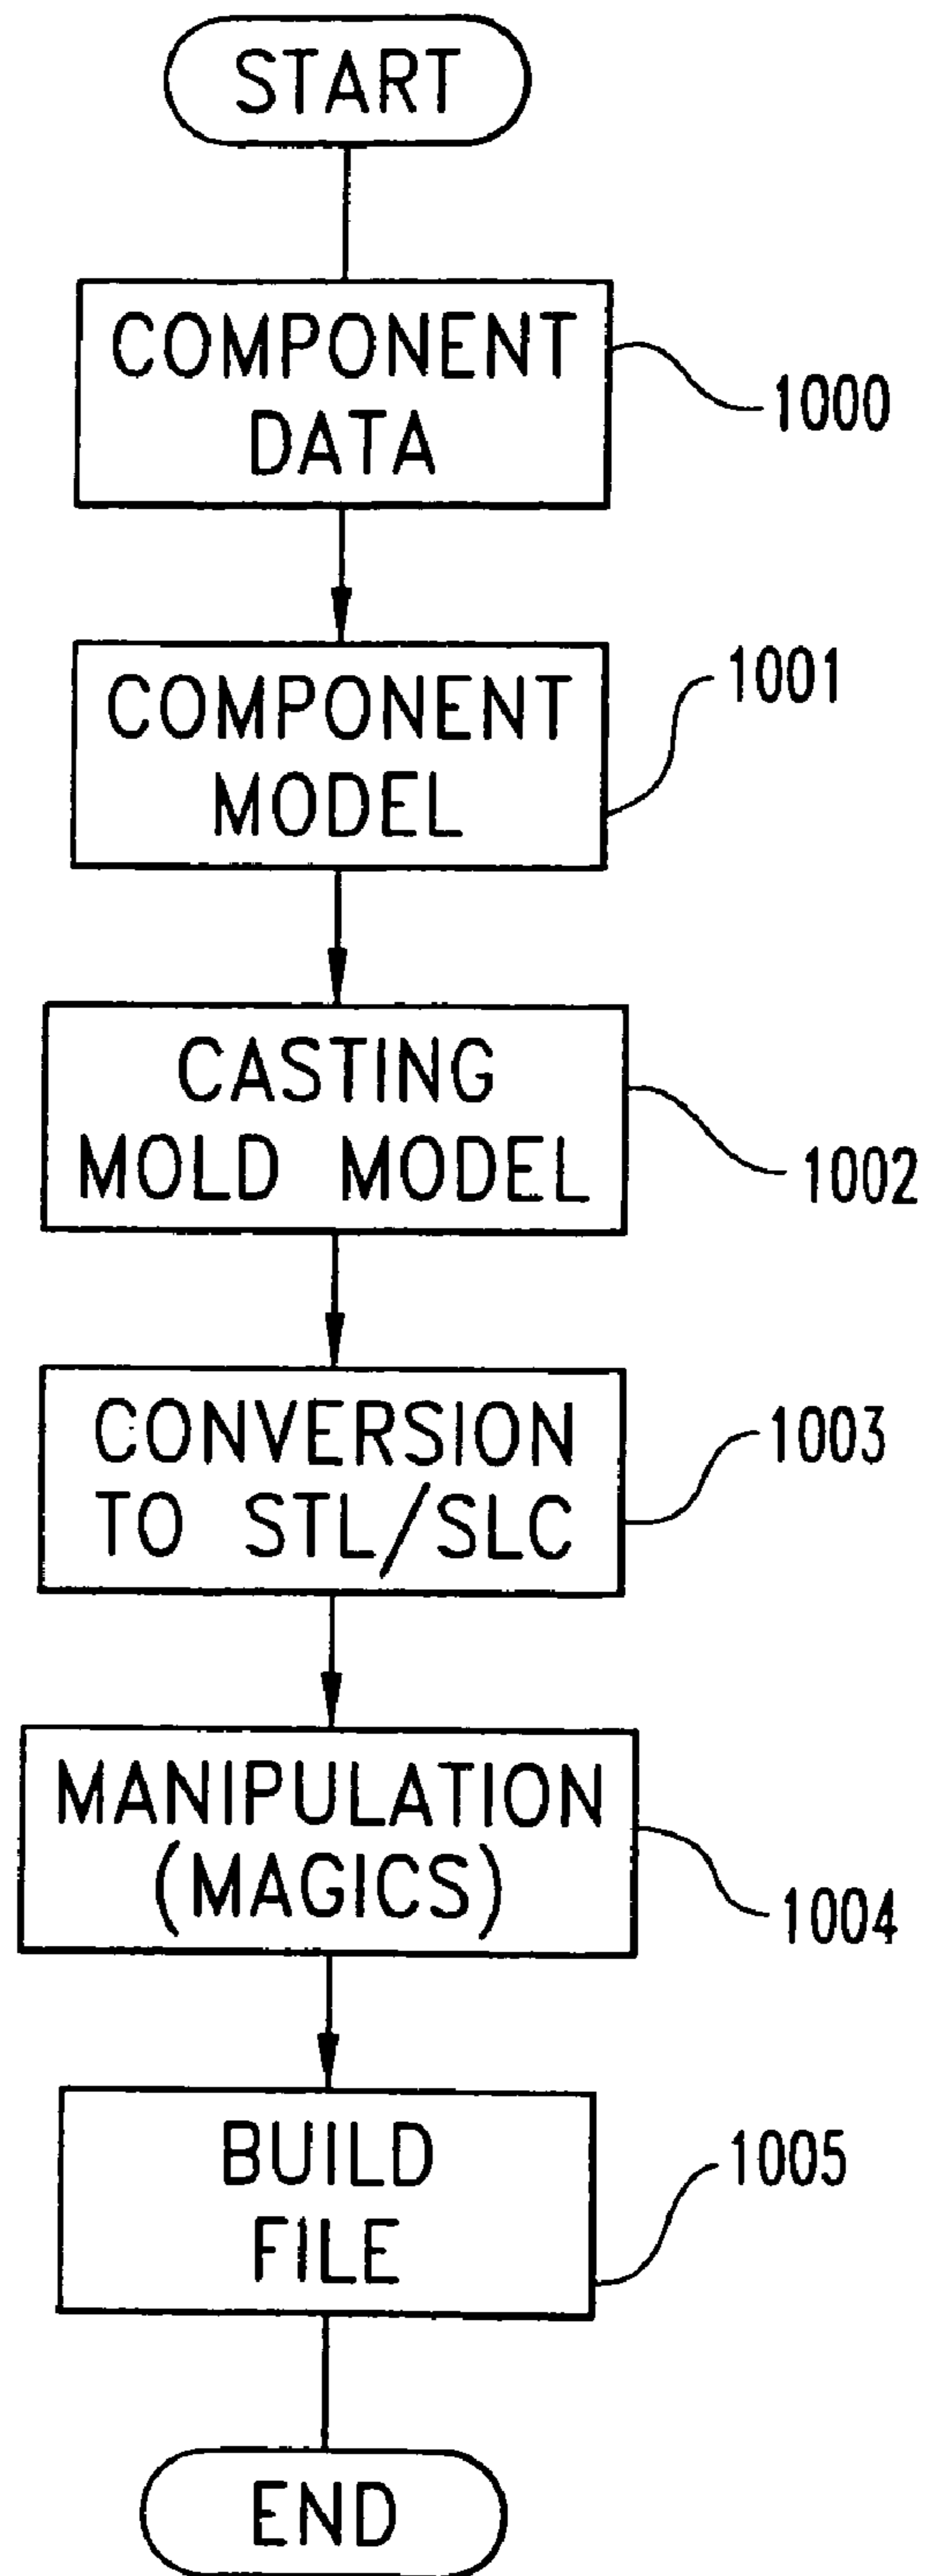 START
COMPONENT
DATA
1000
COMPONENT
MODEL
1001
CASTING
MOLD MODEL
1002
CONVERSION
TO STL/SLC
1003
MANIPULATION
(MAGICS)
1004
BUILD
FILE
1005
END